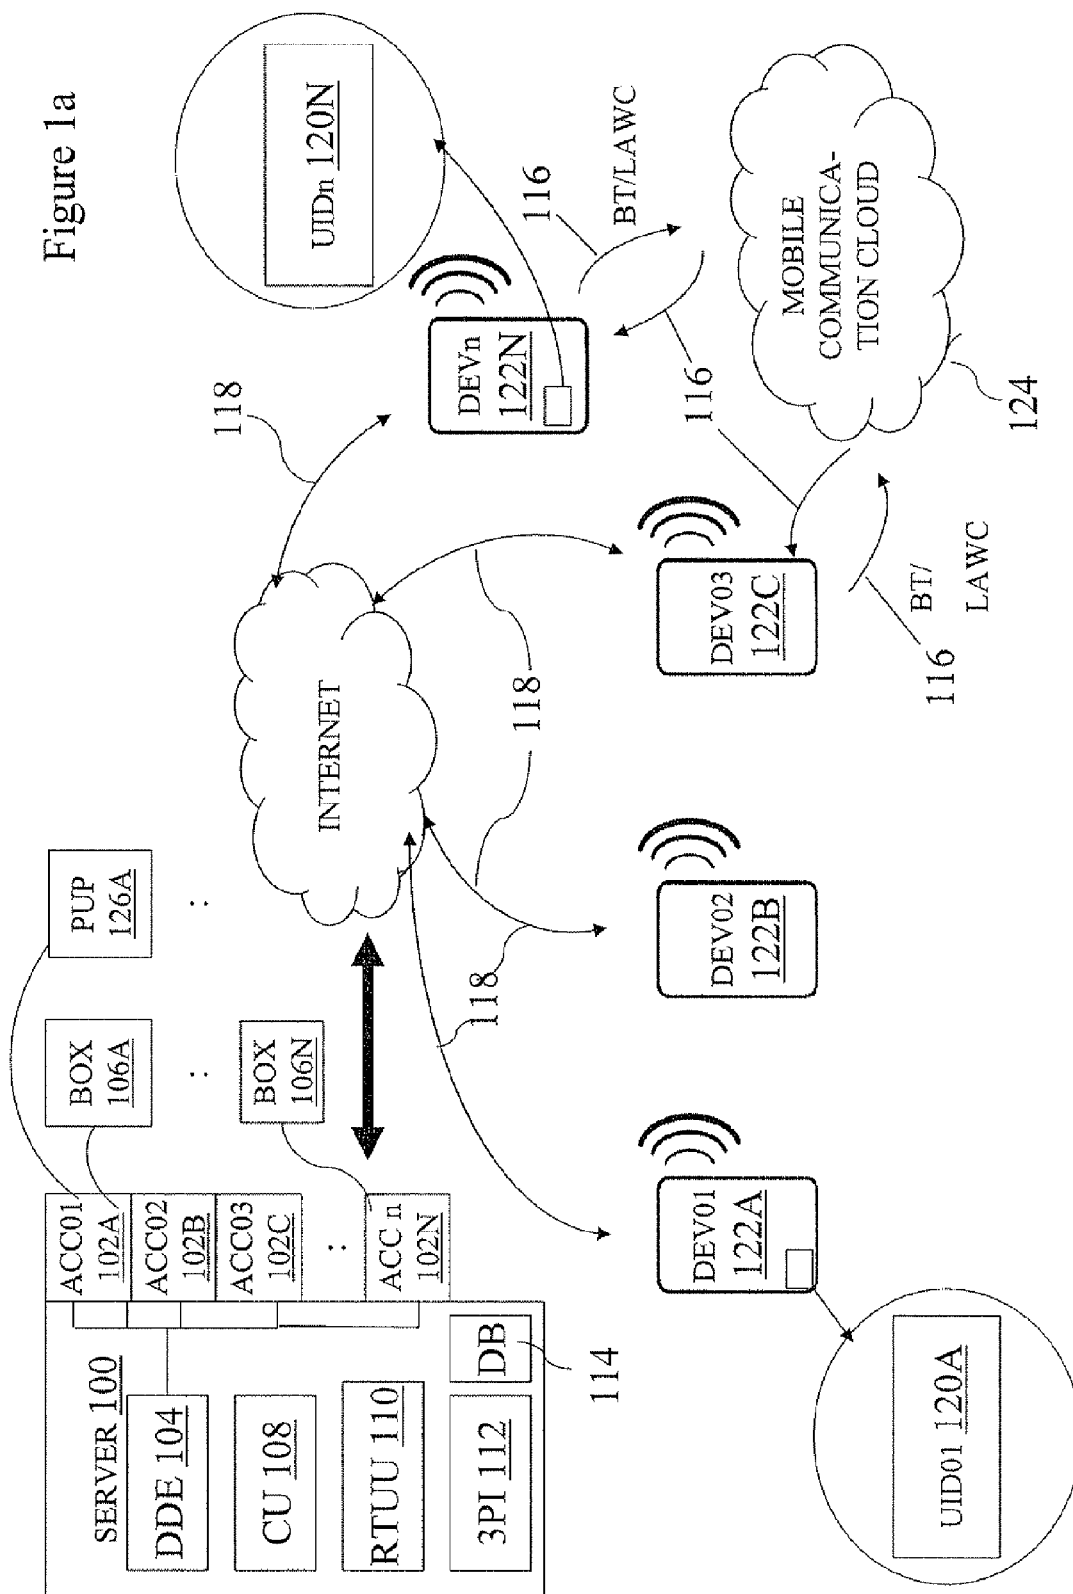 Figure 1a
SERVER 100
DDE 104
CU 108
RTUU 110
3PI 112
DB
114
ACC01
102A
ACC02
102B
ACC03
102C
:
ACC n
102N
BOX
106A
:
BOX
106N
PUP
126A
:
INTERNET
118
118
118
DEV01
122A
DEV02
122B
DEV03
122C
DEVn
122N
UID01 120A
UIDn 120N
116
BT/LAWC
116
116
BT/
LAWC
MOBILE
COMMUNICA-
TION CLOUD
124